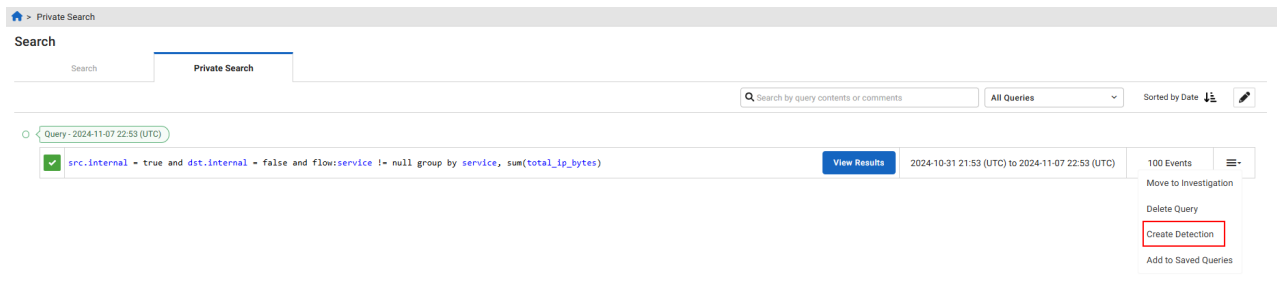 > Private Search
Search
Search Private Search
Search by query contents or comments All Queries Sorted by Date
Query - 2024-11-07 22:53 (UTC)
src.internal = true and dst.internal = false and flow:service != null group by service, sum(total_ip_bytes) View Results 2024-10-31 21:53 (UTC) to 2024-11-07 22:53 (UTC) 100 Events
Move to Investigation
Delete Query
Create Detection
Add to Saved Queries